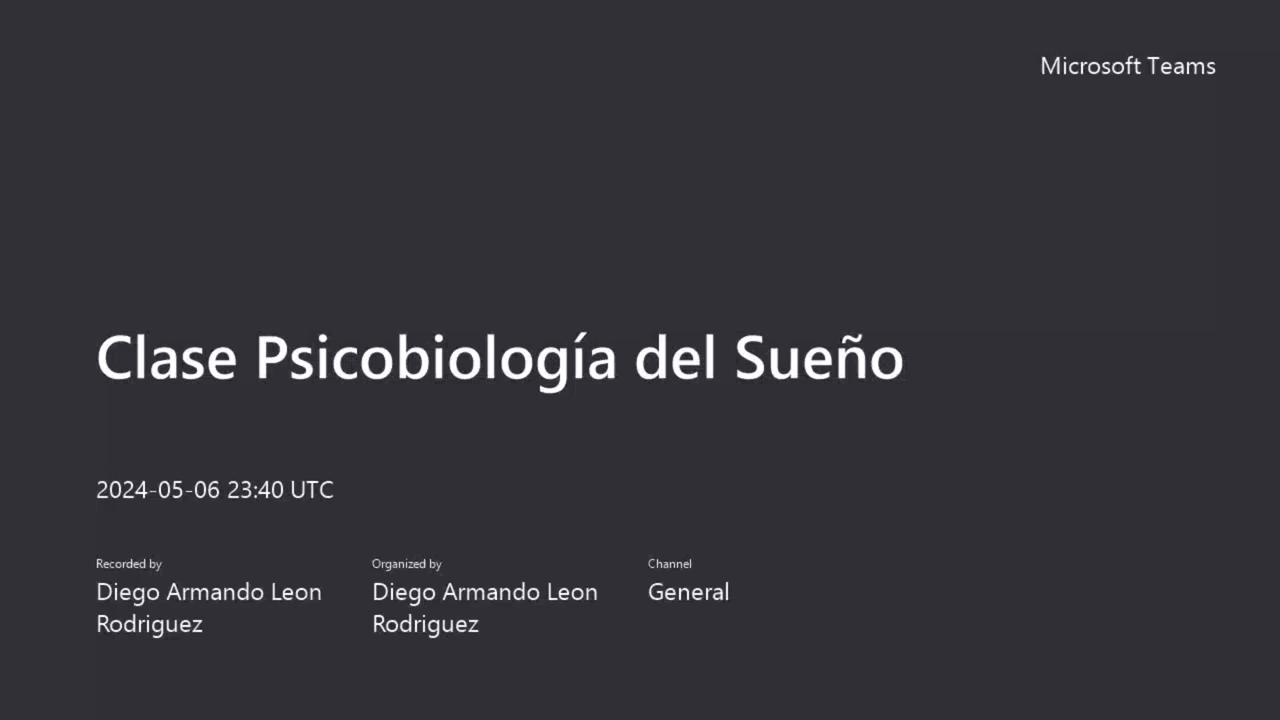 Microsoft Teams
Clase Psicobiología del Sueño
2024-05-06 23:40 UTC
Recorded by
Diego Armando Leon
Rodriguez
Organized by
Diego Armando Leon
Rodriguez
Channel
General